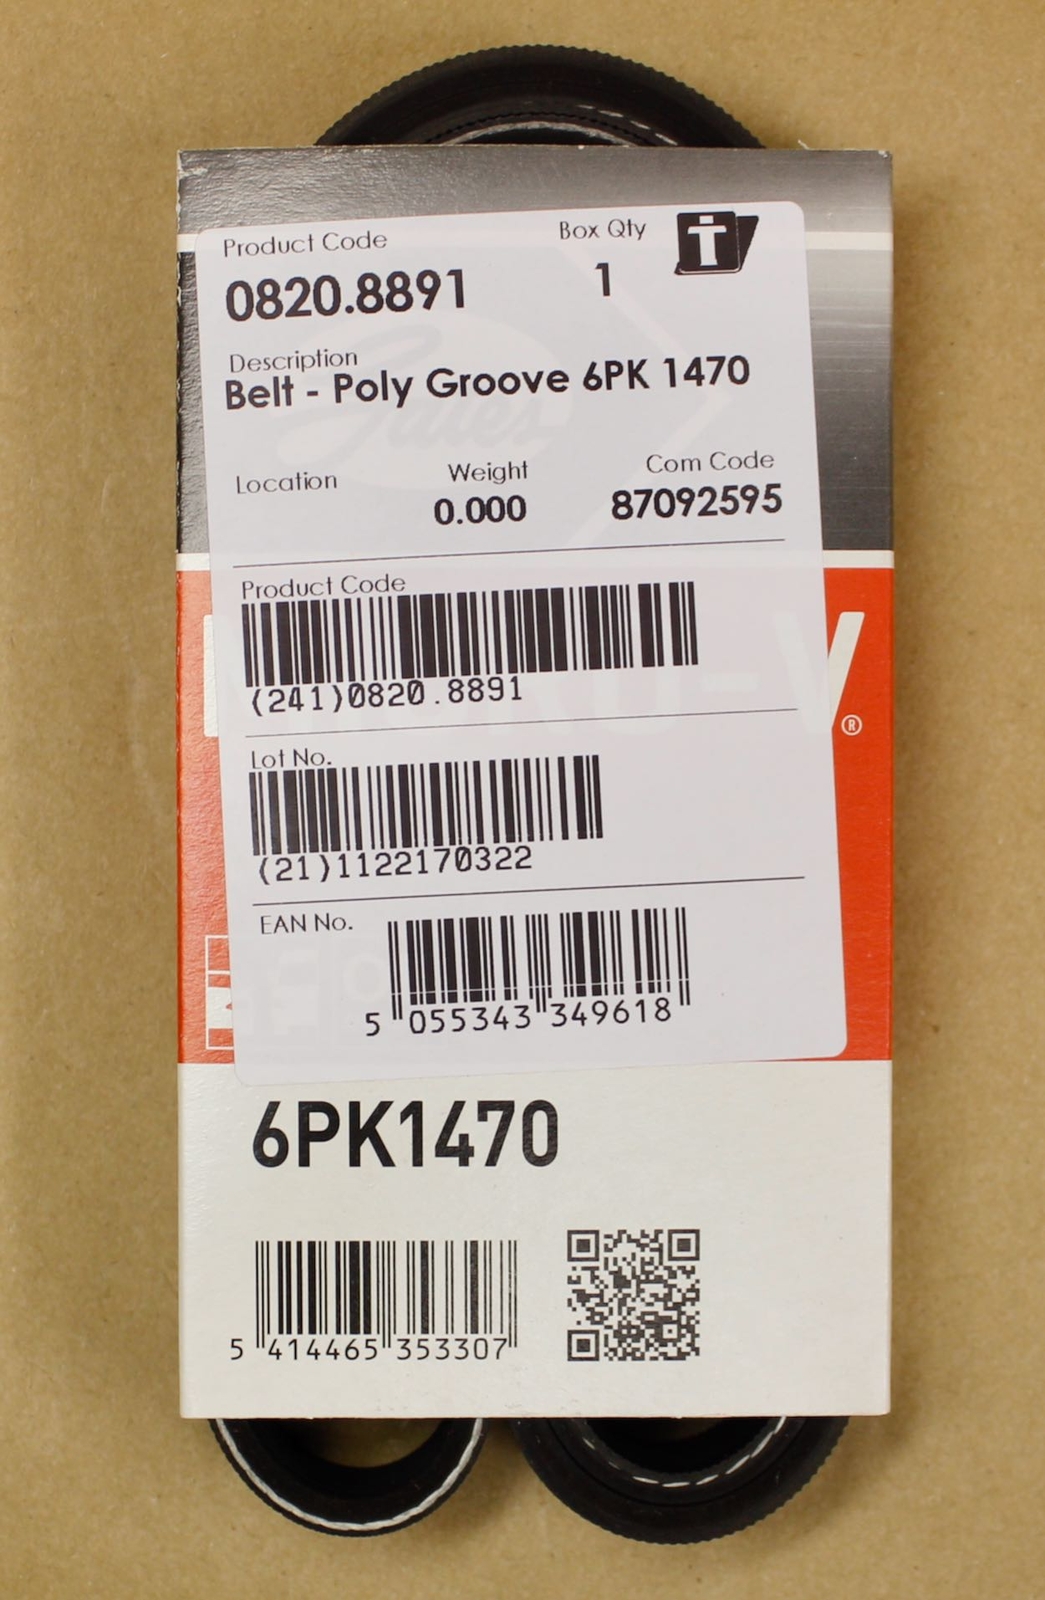 Product Code
Box Qty
0820.8891
1
Description
Belt - Poly Groove 6PK 1470
Gates
Location
Weight
Com Code
0.000
87092595
Product Code
(241)0820.8891
V®
Lot No.
(21)1122170322
EAN No.
5 055343 349618
6PK1470
5 414465 353307